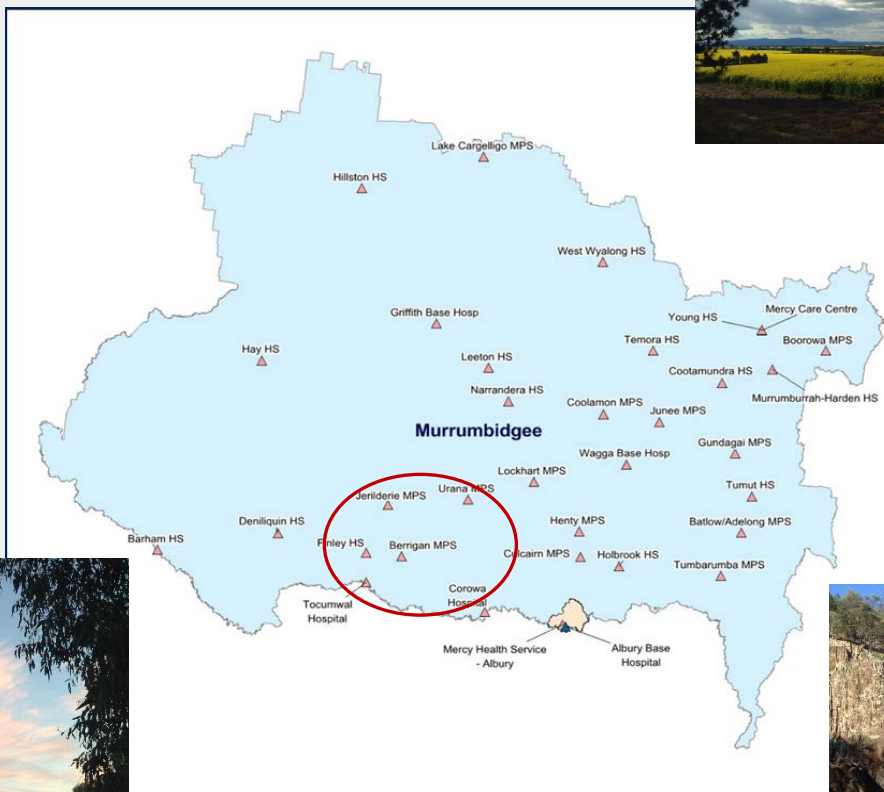 Lake Cargelligo MPS
Hillston HS
West Wyalong HS
Griffith Base Hosp
Young HS
Mercy Care Centre
Hay HS
Leeton HS
Temora HS
Boorowa MPS
Cootamundra HS
Narrandera HS
Murrumburrah-Harden HS
Coolamon MPS
Junee MPS
Murrumbidgee
Gundagai MPS
Wagga Base Hosp
Lockhart MPS
Tumut HS
Jerilderie MPS
Urana MPS
Deniliquin HS
Henty MPS
Batlow/Adelong MPS
Barham HS
Finley HS
Berrigan MPS
Culcairn MPS
Holbrook HS
Tumbarumba MPS
Tocumwal
Hospital
Corowa
Hospital
Mercy Health Service
- Albury
Albury Base
Hospital